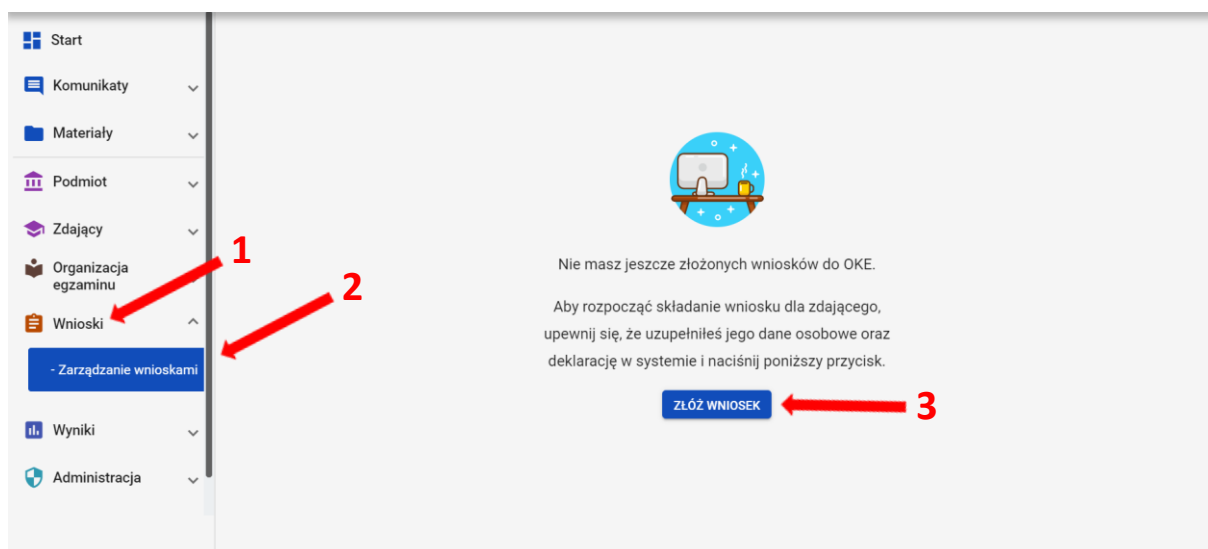 Start
Komunikaty
Materiały
Podmiot
Zdający
Organizacja
egzaminu
Wnioski
- Zarządzanie wnioskami
Wyniki
Administracja
1
2
Nie masz jeszcze złożonych wniosków do OKE.
Aby rozpocząć składanie wniosku dla zdającego,
upewnij się, że uzupełniłeś jego dane osobowe oraz
deklarację w systemie i naciśnij poniższy przycisk.
ZŁÓŻ WNIOSEK
3